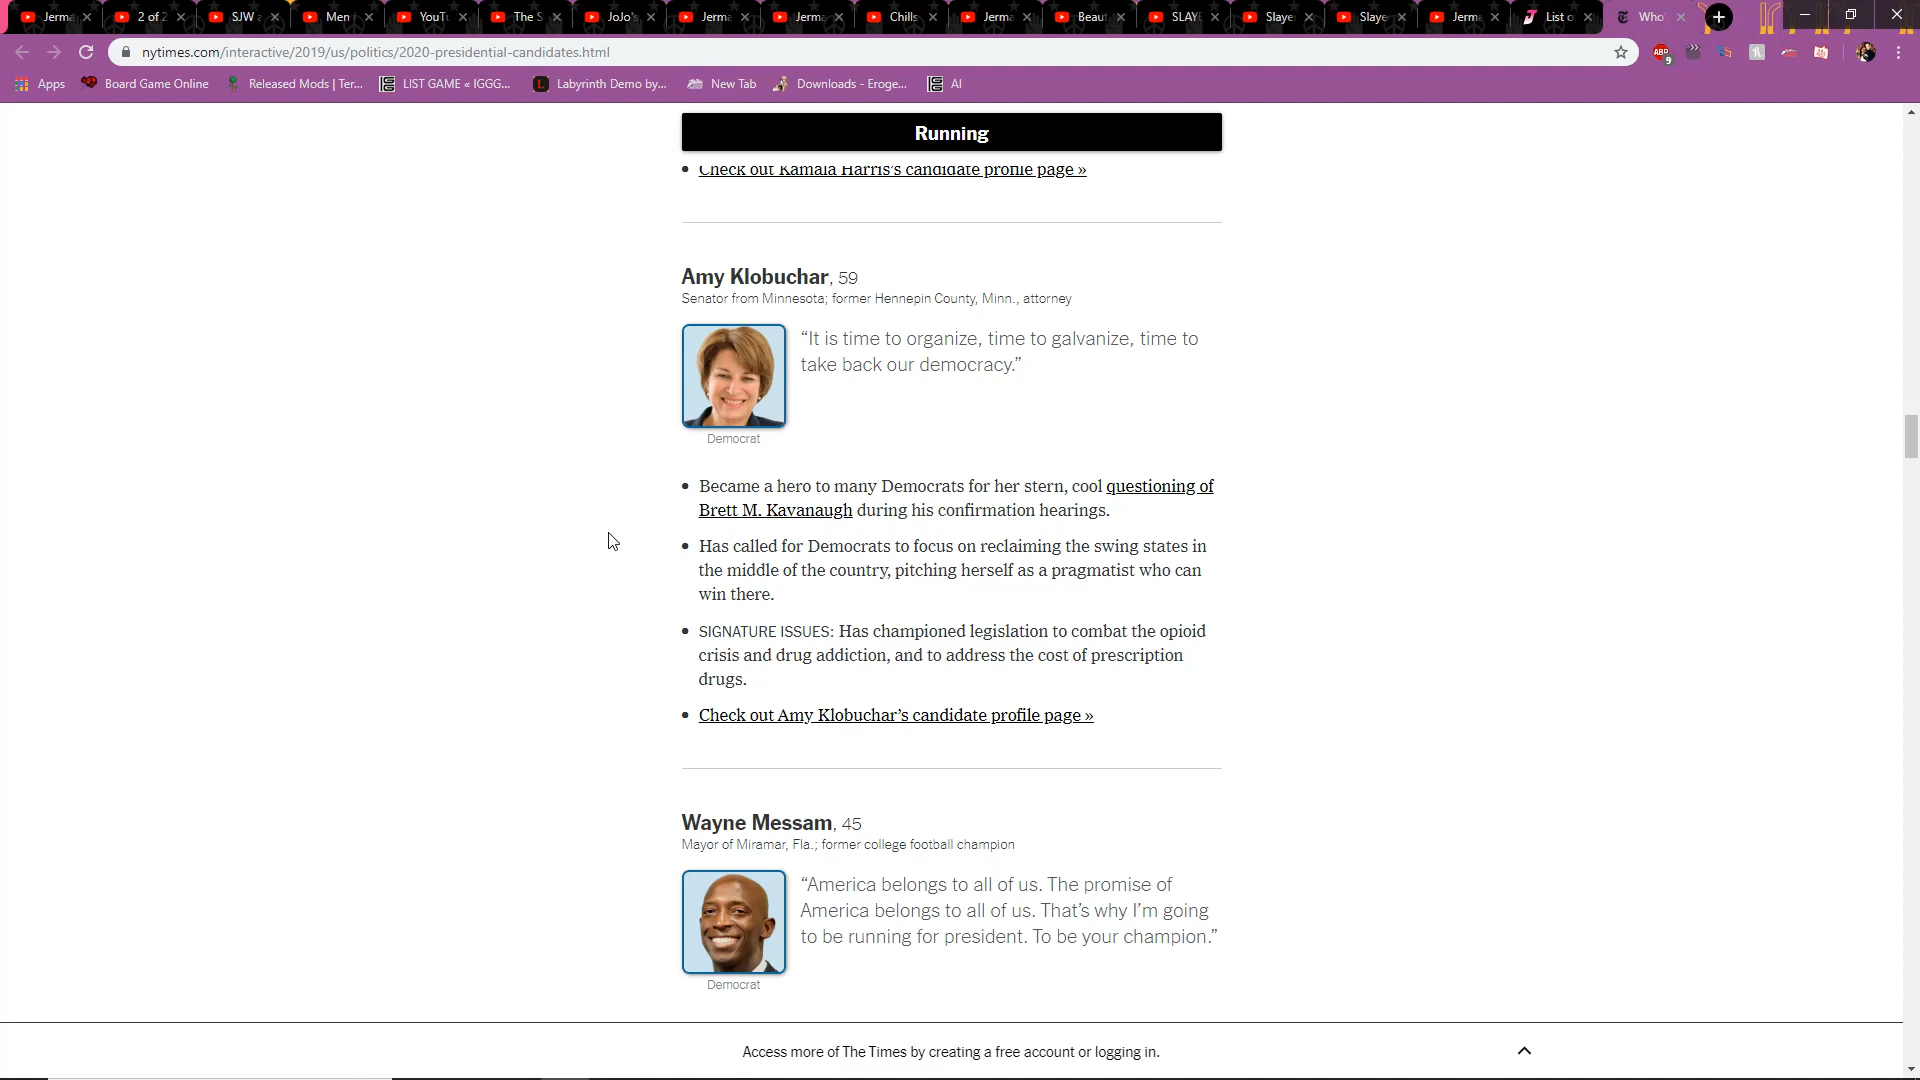 Jerma
2 of 2
SJW a
Men
YouTu
The S
JoJo's
Jerma
Jerma
Chills
Jerma
Beaut
SLAYE
Slaye
Slaye
Jerma
List o
Who'
nytimes.com/interactive/2019/us/politics/2020-presidential-candidates.html
ABP
9
Apps
Board Game Online
Released Mods | Ter...
LIST GAME « IGGG...
Labyrinth Demo by...
New Tab
Downloads - Eroge...
AI
Running
• Check out Kamala Harris's candidate profile page »
Amy Klobuchar, 59
Senator from Minnesota; former Hennepin County, Minn., attorney
“It is time to organize, time to galvanize, time to
take back our democracy.”
Democrat
• Became a hero to many Democrats for her stern, cool questioning of
Brett M. Kavanaugh during his confirmation hearings.
• Has called for Democrats to focus on reclaiming the swing states in
the middle of the country, pitching herself as a pragmatist who can
win there.
• SIGNATURE ISSUES: Has championed legislation to combat the opioid
crisis and drug addiction, and to address the cost of prescription
drugs.
• Check out Amy Klobuchar’s candidate profile page »
Wayne Messam, 45
Mayor of Miramar, Fla.; former college football champion
“America belongs to all of us. The promise of
America belongs to all of us. That’s why I’m going
to be running for president. To be your champion.”
Democrat
Access more of The Times by creating a free account or logging in.